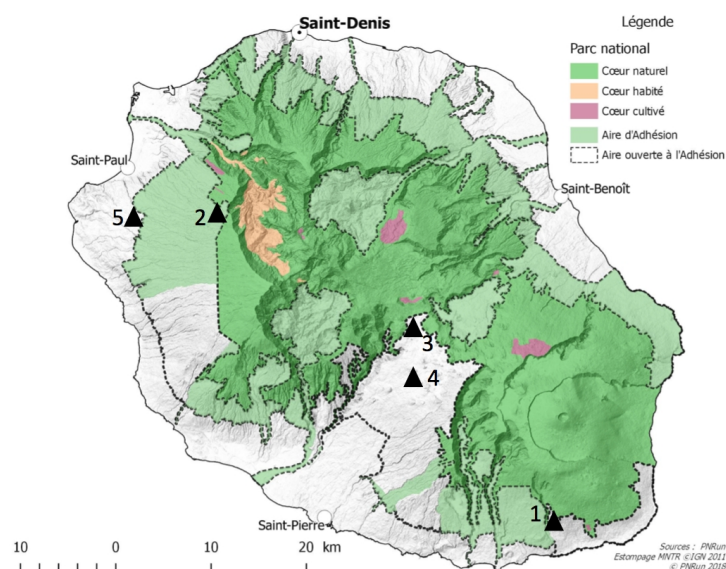 Saint-Denis
Légende
Parc national
Cœur naturel
Cœur habité
Cœur cultivé
Aire d'Adhésion
Aire ouverte à l'Adhésion
Saint-Paul
Saint-Benoît
5
2
3
4
1
Saint-Pierre
10 0 10 20 km
Sources : PNRun
Estompage MNTR ©IGN 2011
© PNRun 2018